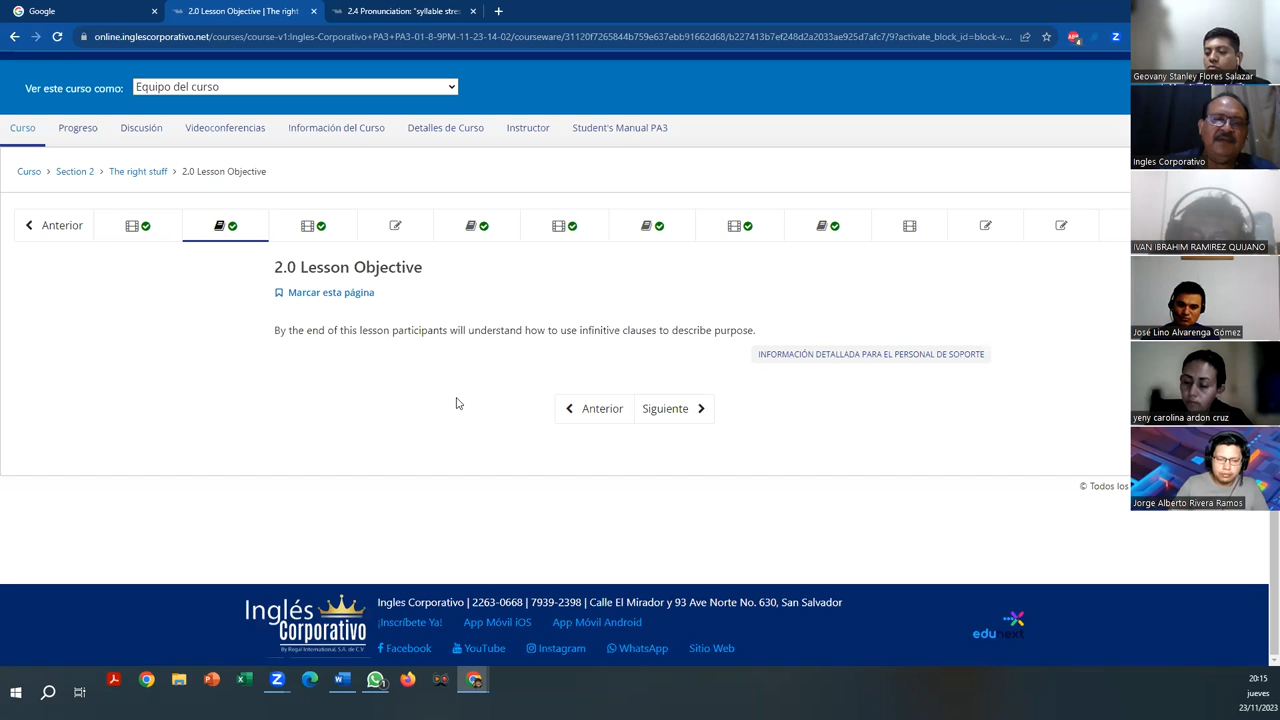 Google
2.0 Lesson Objective | The right
2.4 Pronunciation: "syllable stres
online.inglescorporativo.net/courses/course-v1:Ingles-Corporativo+PA3+PA3-01-8-9PM-11-23-14-02/courseware/31120f7265844b759e637ebb91662d68/b227413b7ef248d2a2033ae925d7afc7/9?activate_block_id=block-v...
Ver este curso como:
Equipo del curso
Curso
Progreso
Discusión
Videoconferencias
Información del Curso
Detalles de Curso
Instructor
Student's Manual PA3
Curso > Section 2 > The right stuff > 2.0 Lesson Objective
Anterior
2.0 Lesson Objective
Marcar esta página
By the end of this lesson participants will understand how to use infinitive clauses to describe purpose.
INFORMACIÓN DETALLADA PARA EL PERSONAL DE SOPORTE
Anterior
Siguiente
© Todos los
Inglés
Corporativo
By Regal International, S.A. de C.V.
Ingles Corporativo | 2263-0668 | 7939-2398 | Calle El Mirador y 93 Ave Norte No. 630, San Salvador
¡Inscríbete Ya!
App Móvil iOS
App Móvil Android
Facebook
YouTube
Instagram
WhatsApp
Sitio Web
edunext
Geovany Stanley Flores Salazar
Ingles Corporativo
IVAN IBRAHIM RAMIREZ QUIJANO
José Lino Alvarenga Gómez
yeny carolina ardon cruz
Jorge Alberto Rivera Ramos
20:15
jueves
23/11/2023